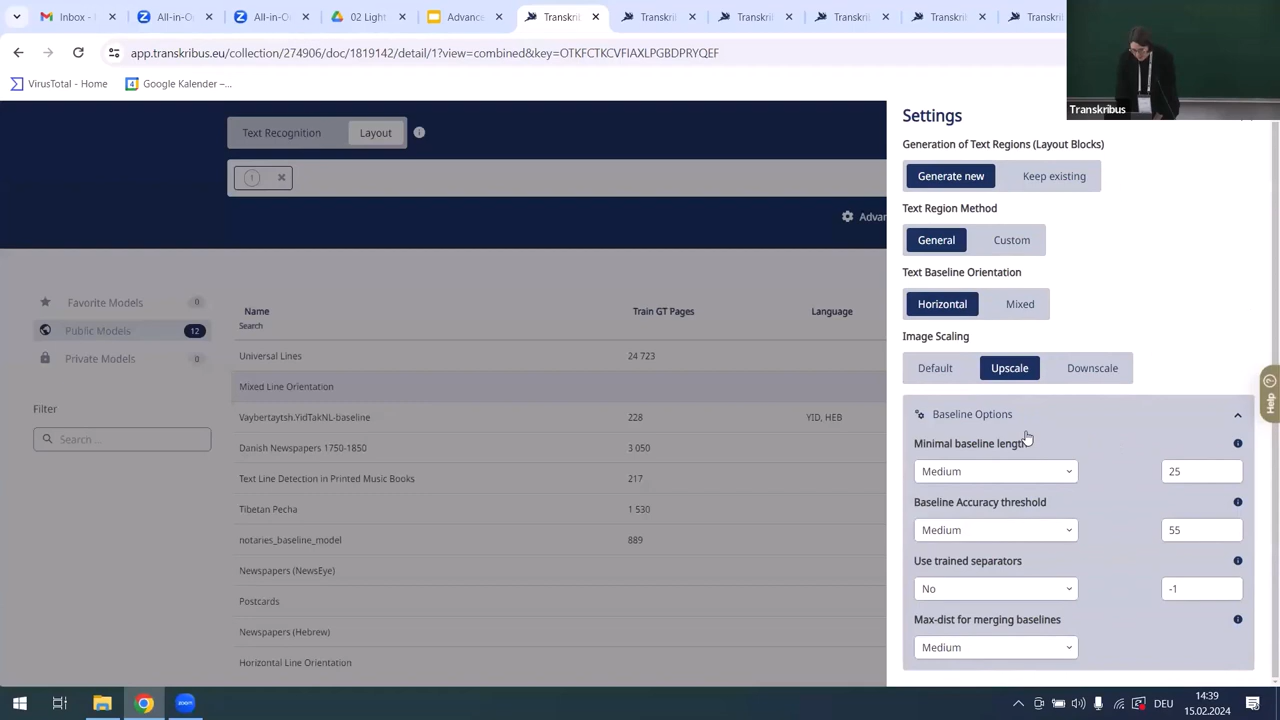 Inbox -
All-in-O
All-in-O
02 Light
Advance
Transkrib
Transkri
Transkri
Transkri
Transkri
Transkri
app.transkribus.eu/collection/274906/doc/1819142/detail/1?view=combined&key=OTKFCTKCVFIAXLPGBDPRYQEF
VirusTotal - Home
Google Kalender –...
Transkribus
Text Recognition
Layout
Advan
Favorite Models
0
Public Models
12
Private Models
0
Filter
Search ...
Name
Train GT Pages
Language
Search
Universal Lines
24 723
Mixed Line Orientation
Vaybertaytsh.YidTakNL-baseline
228
YID, HEB
Danish Newspapers 1750-1850
3 050
Text Line Detection in Printed Music Books
217
Tibetan Pecha
1 530
notaries_baseline_model
889
Newspapers (NewsEye)
Postcards
Newspapers (Hebrew)
Horizontal Line Orientation
Settings
Generation of Text Regions (Layout Blocks)
Generate new
Keep existing
Text Region Method
General
Custom
Text Baseline Orientation
Horizontal
Mixed
Image Scaling
Default
Upscale
Downscale
Baseline Options
Minimal baseline length
Medium
25
Baseline Accuracy threshold
Medium
55
Use trained separators
No
-1
Max-dist for merging baselines
Medium
Help
zoom
DEU
14:39
15.02.2024